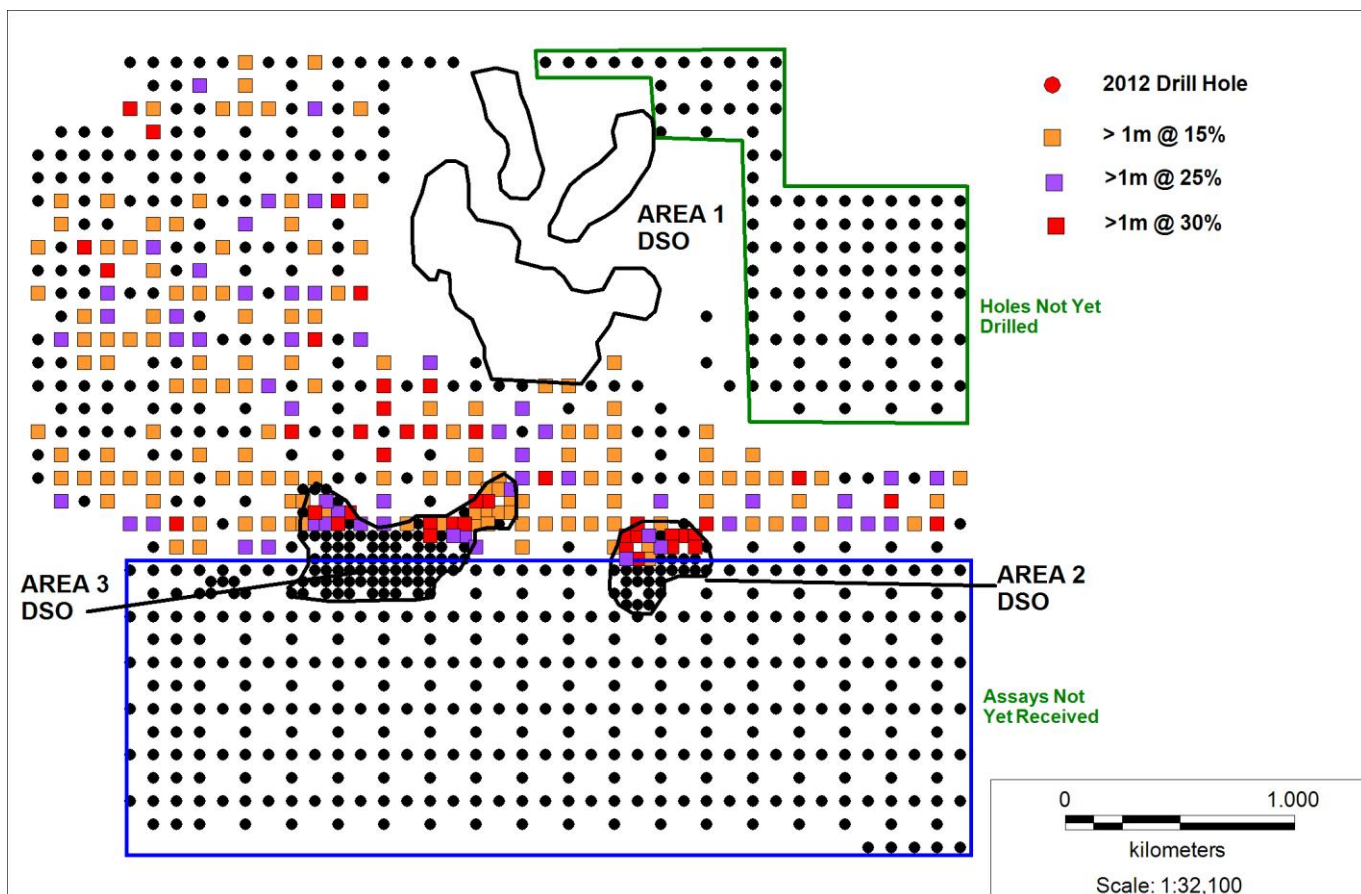 2012 Drill Hole
> 1m @ 15%
>1m @ 25%
>1m @ 30%
AREA 1
DSO
Holes Not Yet
Drilled
AREA 3
DSO
AREA 2
DSO
Assays Not
Yet Received
0 1.000
kilometers
Scale: 1:32,100